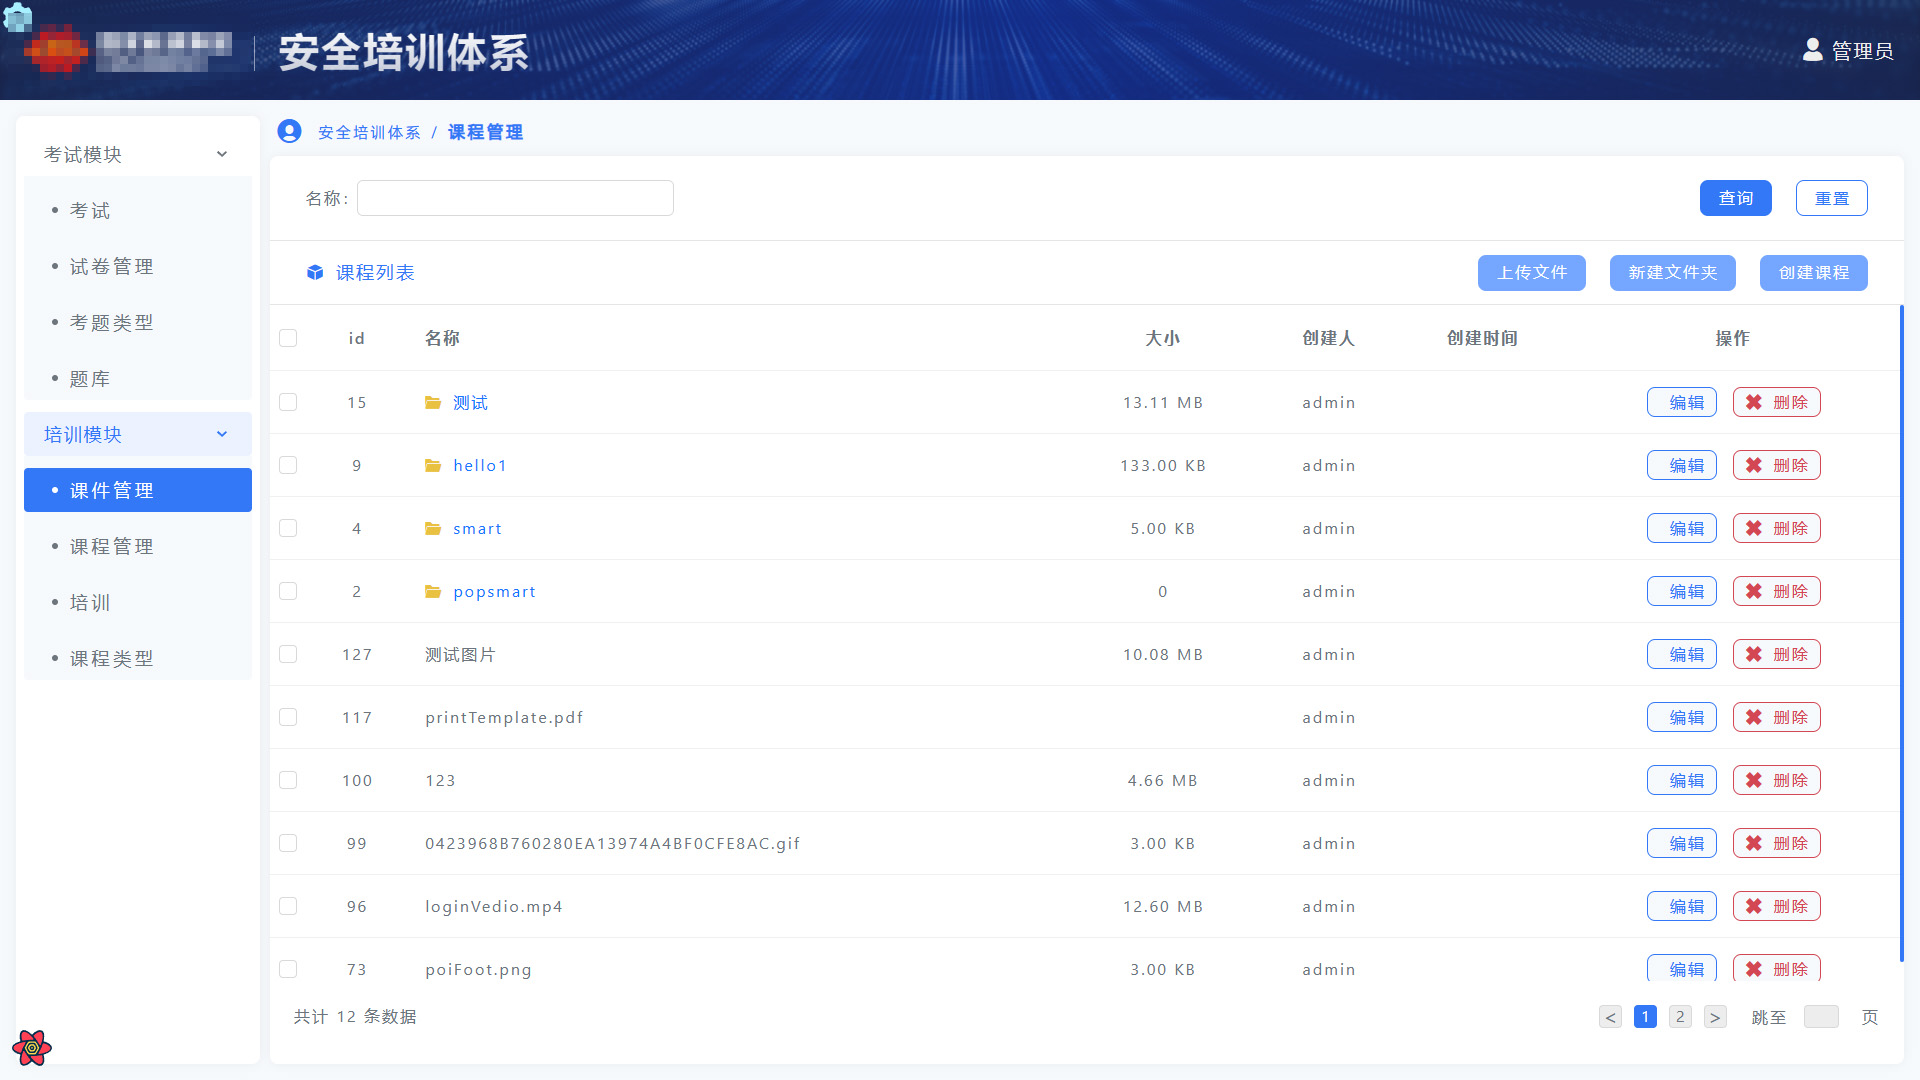 安全培训体系
管理员
考试模块
考试
试卷管理
考题类型
题库
培训模块
课件管理
课程管理
培训
课程类型
安全培训体系 / 课程管理
名称: 查询 重置
课程列表 上传文件 新建文件夹 创建课程
id 名称 大小 创建人 创建时间 操作
15 测试 13.11 MB admin 编辑 删除
9 hello1 133.00 KB admin 编辑 删除
4 smart 5.00 KB admin 编辑 删除
2 popsmart 0 admin 编辑 删除
127 测试图片 10.08 MB admin 编辑 删除
117 printTemplate.pdf admin 编辑 删除
100 123 4.66 MB admin 编辑 删除
99 0423968B760280EA13974A4BF0CFE8AC.gif 3.00 KB admin 编辑 删除
96 loginVedio.mp4 12.60 MB admin 编辑 删除
73 poiFoot.png 3.00 KB admin 编辑 删除
共计 12 条数据 < 1 2 > 跳至 页